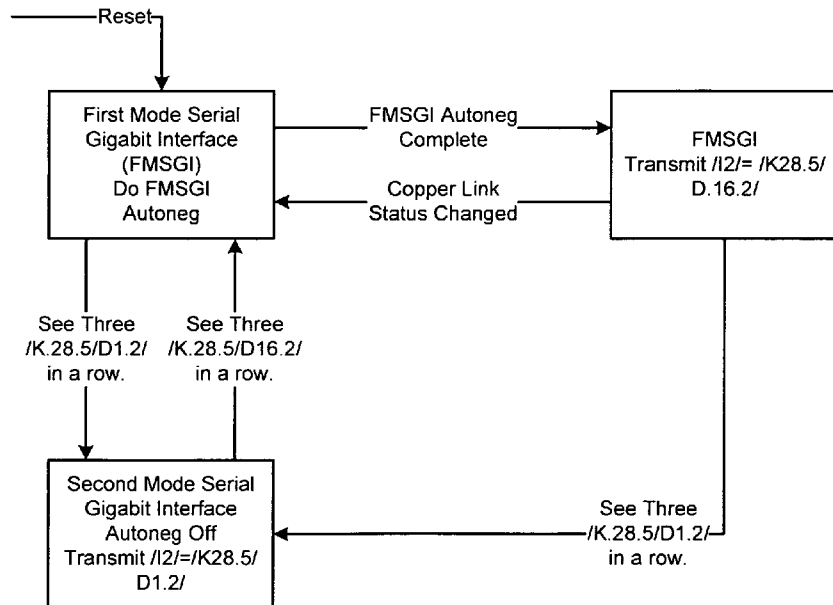 Reset
First Mode Serial
Gigabit Interface
(FMSGI)
Do FMSGI
Autoneg
FMSGI Autoneg
Complete
Copper Link
Status Changed
FMSGI
Transmit /I2/= /K28.5/
D.16.2/
See Three
/K.28.5/D1.2/
in a row.
See Three
/K.28.5/D16.2/
in a row.
Second Mode Serial
Gigabit Interface
Autoneg Off
Transmit /I2/=/K28.5/
D1.2/
See Three
/K.28.5/D1.2/
in a row.